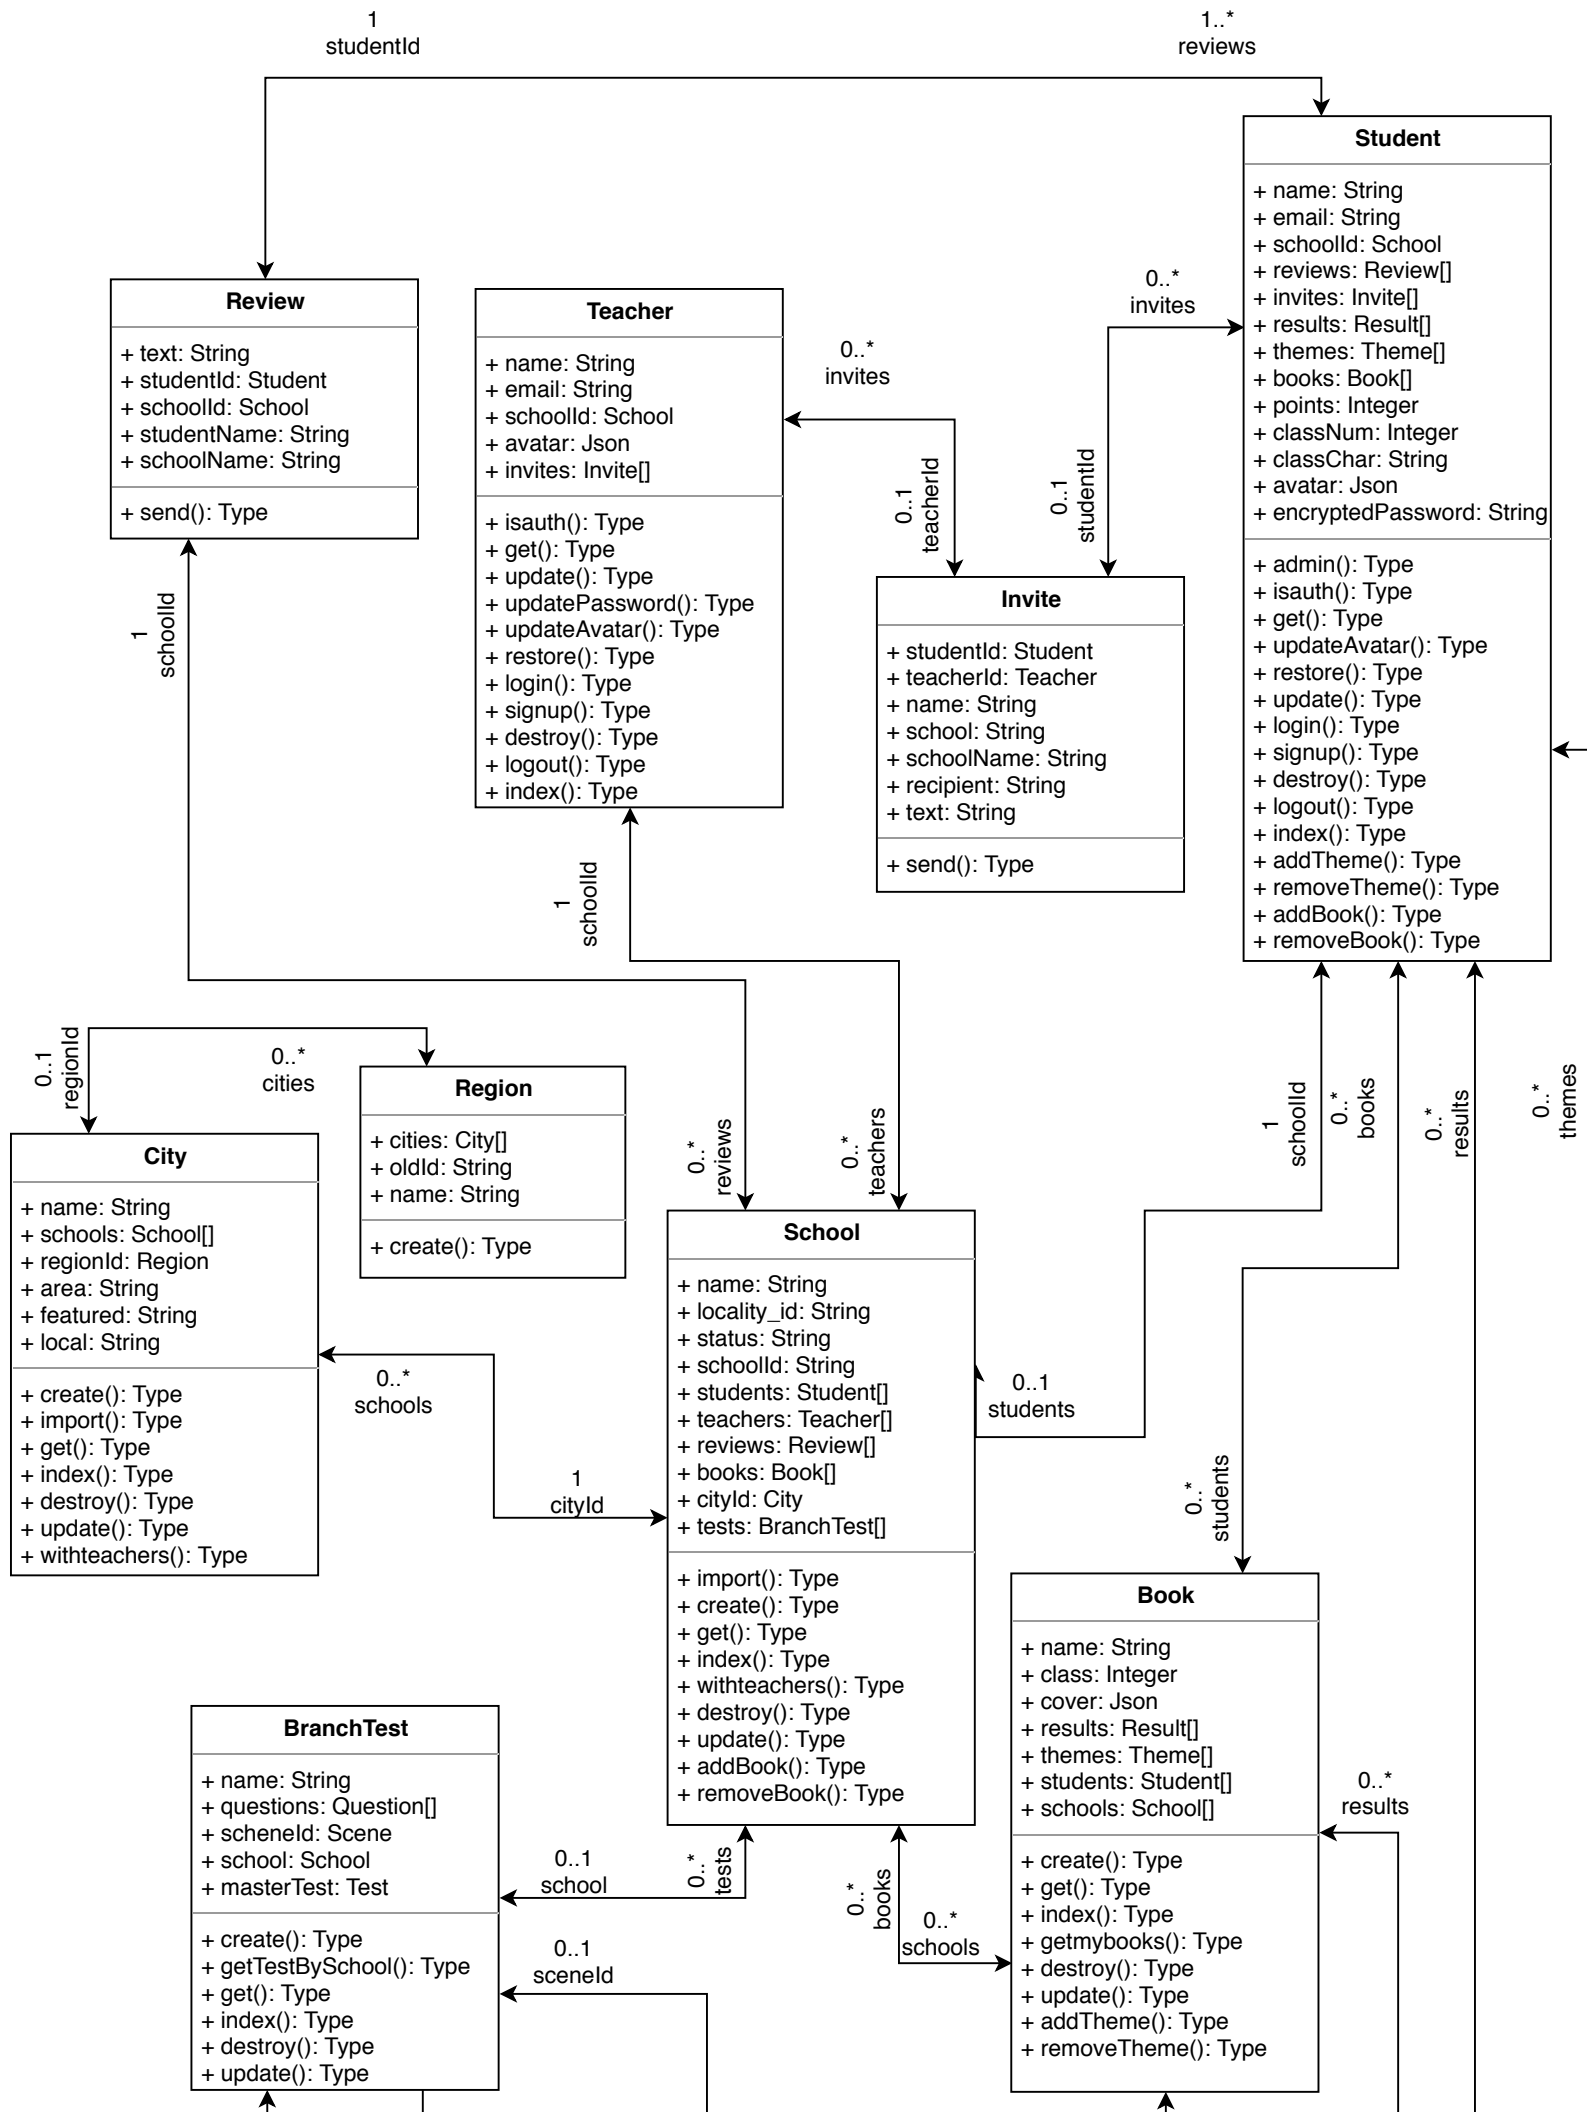 1
studentId
1..*
reviews
Student
+ name: String
+ email: String
+ schoolId: School
+ reviews: Review[]
+ invites: Invite[]
+ results: Result[]
+ themes: Theme[]
+ books: Book[]
+ points: Integer
+ classNum: Integer
+ classChar: String
+ avatar: Json
+ encryptedPassword: String
+ admin(): Type
+ isauth(): Type
+ get(): Type
+ updateAvatar(): Type
+ restore(): Type
+ update(): Type
+ login(): Type
+ signup(): Type
+ destroy(): Type
+ logout(): Type
+ index(): Type
+ addTheme(): Type
+ removeTheme(): Type
+ addBook(): Type
+ removeBook(): Type
Review
+ text: String
+ studentId: Student
+ schoolId: School
+ studentName: String
+ schoolName: String
+ send(): Type
Teacher
+ name: String
+ email: String
+ schoolId: School
+ avatar: Json
+ invites: Invite[]
+ isauth(): Type
+ get(): Type
+ update(): Type
+ updatePassword(): Type
+ updateAvatar(): Type
+ restore(): Type
+ login(): Type
+ signup(): Type
+ destroy(): Type
+ logout(): Type
+ index(): Type
0..*
invites
0..*
invites
0..1
teacherId
0..1
studentId
Invite
+ studentId: Student
+ teacherId: Teacher
+ name: String
+ school: String
+ schoolName: String
+ recipient: String
+ text: String
+ send(): Type
1
schoolId
1
schoolId
0..1
regionId
0..*
cities
Region
+ cities: City[]
+ oldId: String
+ name: String
+ create(): Type
City
+ name: String
+ schools: School[]
+ regionId: Region
+ area: String
+ featured: String
+ local: String
+ create(): Type
+ import(): Type
+ get(): Type
+ index(): Type
+ destroy(): Type
+ update(): Type
+ withteachers(): Type
0..*
reviews
0..*
teachers
1
schoolId
0..*
books
0..*
results
0..*
themes
School
+ name: String
+ locality_id: String
+ status: String
+ schoolId: String
+ students: Student[]
+ teachers: Teacher[]
+ reviews: Review[]
+ books: Book[]
+ cityId: City
+ tests: BranchTest[]
+ import(): Type
+ create(): Type
+ get(): Type
+ index(): Type
+ withteachers(): Type
+ destroy(): Type
+ update(): Type
+ addBook(): Type
+ removeBook(): Type
0..*
schools
1
cityId
0..1
students
0..*
students
Book
+ name: String
+ class: Integer
+ cover: Json
+ results: Result[]
+ themes: Theme[]
+ students: Student[]
+ schools: School[]
+ create(): Type
+ get(): Type
+ index(): Type
+ getmybooks(): Type
+ destroy(): Type
+ update(): Type
+ addTheme(): Type
+ removeTheme(): Type
0..*
results
BranchTest
+ name: String
+ questions: Question[]
+ scheneId: Scene
+ school: School
+ masterTest: Test
+ create(): Type
+ getTestBySchool(): Type
+ get(): Type
+ index(): Type
+ destroy(): Type
+ update(): Type
0..1
school
0..*
tests
0..*
books
0..*
schools
0..1
sceneId